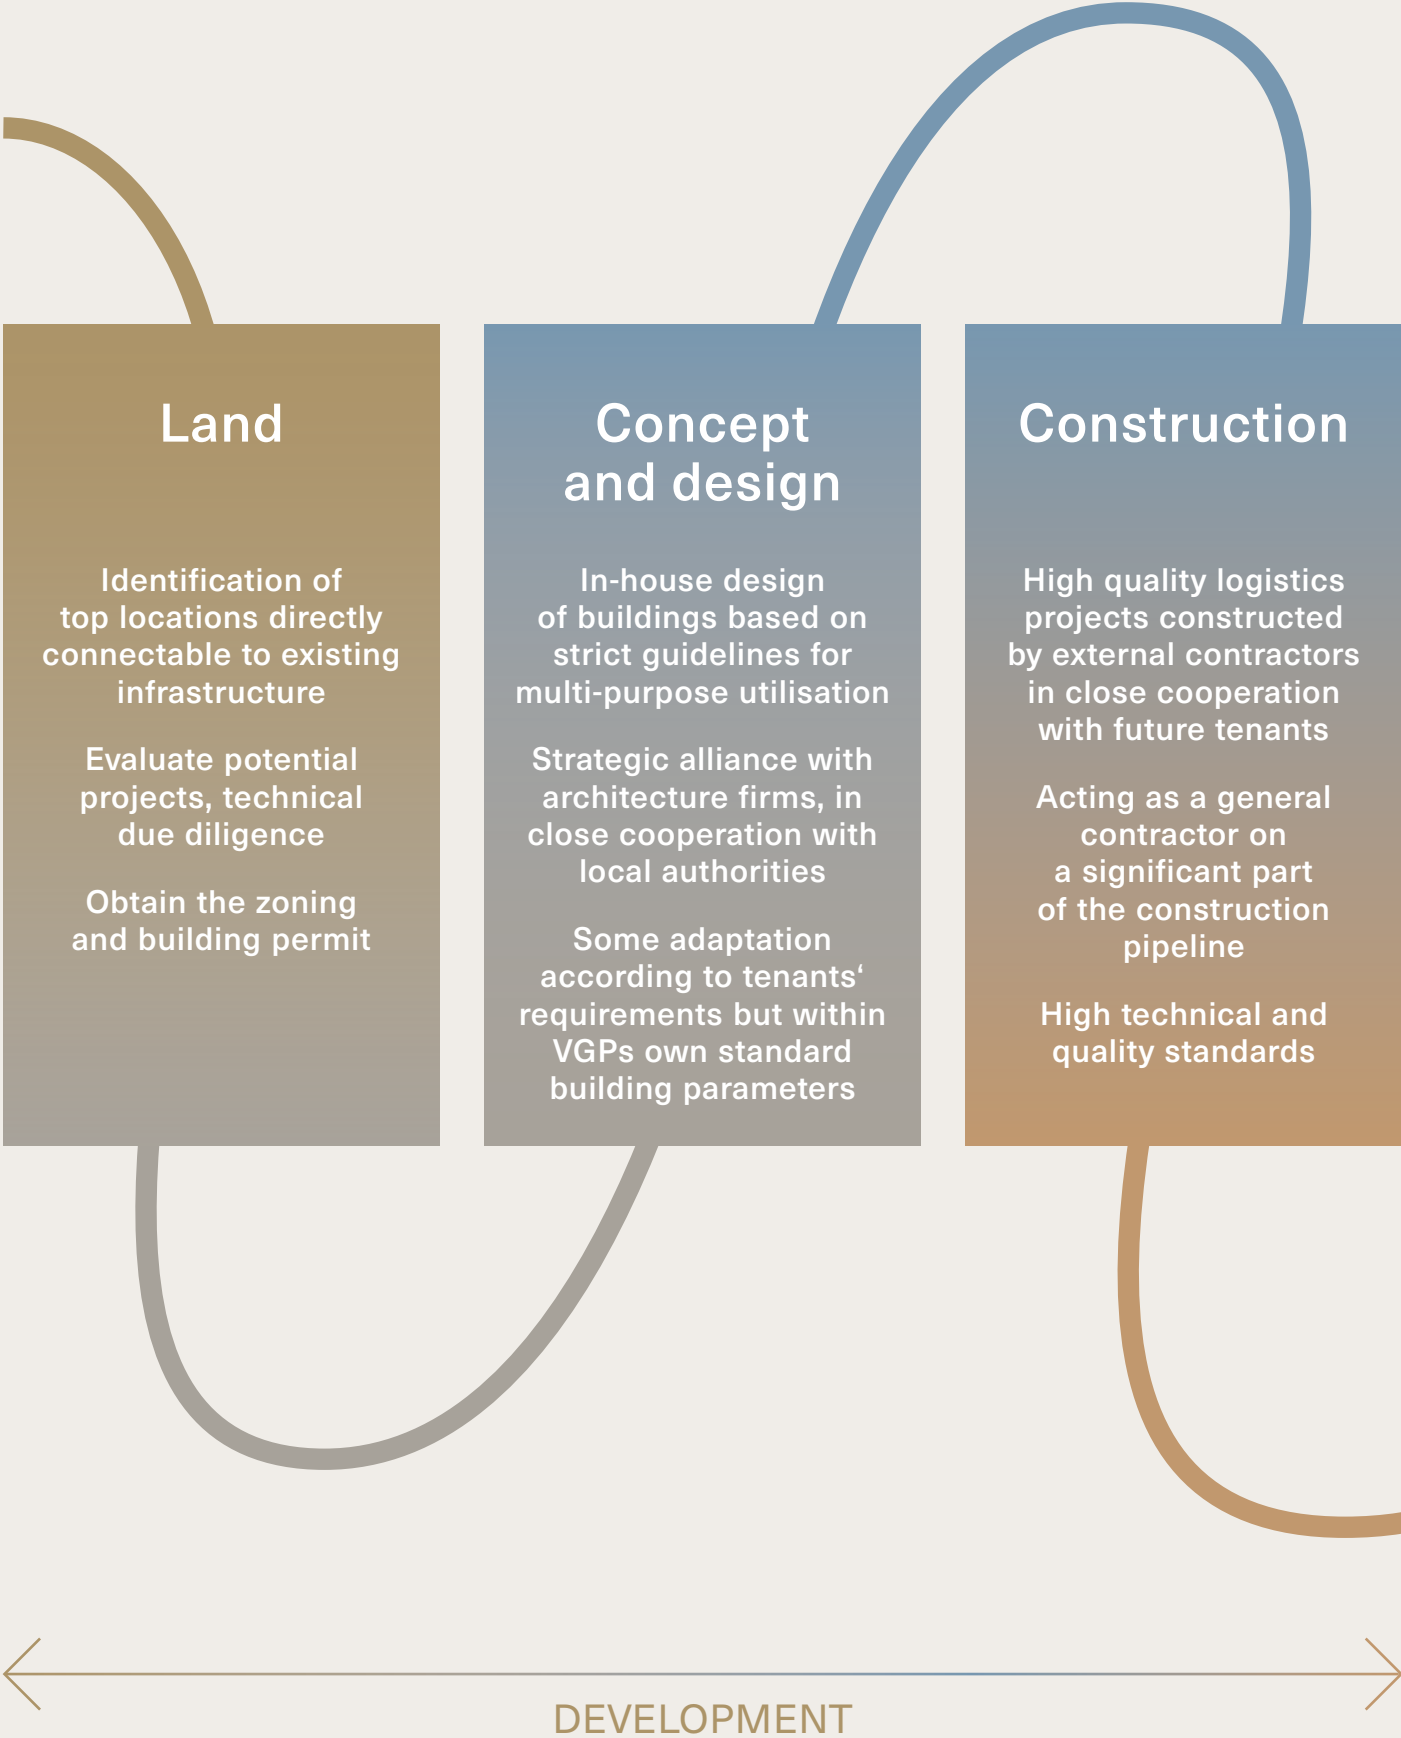 Land
Identification of
top locations directly
connectable to existing
infrastructure
Evaluate potential
projects, technical
due diligence
Obtain the zoning
and building permit
Concept
and design
In-house design
of buildings based on
strict guidelines for
multi-purpose utilisation
Strategic alliance with
architecture firms, in
close cooperation with
local authorities
Some adaptation
according to tenants‘
requirements but within
VGPs own standard
building parameters
Construction
High quality logistics
projects constructed
by external contractors
in close cooperation
with future tenants
Acting as a general
contractor on
a significant part
of the construction
pipeline
High technical and
quality standards
DEVELOPMENT